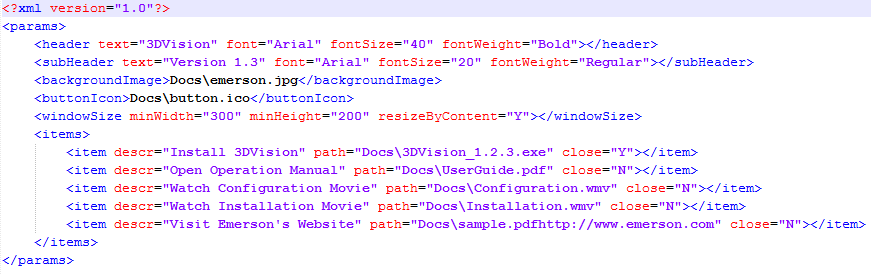 <?xml version="1.0"?>
<params>
<header text="3DVision" font="Arial" fontSize="40" fontWeight="Bold"></header>
<subHeader text="Version 1.3" font="Arial" fontSize="20" fontWeight="Regular"></subHeader>
<backgroundImage>Docs\emerson.jpg</backgroundImage>
<buttonIcon>Docs\button.ico</buttonIcon>
<windowSize minWidth="300" minHeight="200" resizeByContent="Y"></windowSize>
<items>
<item descr="Install 3DVision" path="Docs\3DVision_1.2.3.exe" close="Y"></item>
<item descr="Open Operation Manual" path="Docs\UserGuide.pdf" close="N"></item>
<item descr="Watch Configuration Movie" path="Docs\Configuration.wmv" close="N"></item>
<item descr="Watch Installation Movie" path="Docs\Installation.wmv" close="N"></item>
<item descr="Visit Emerson's Website" path="Docs\sample.pdfhttp://www.emerson.com" close="N"></item>
</items>
</params>